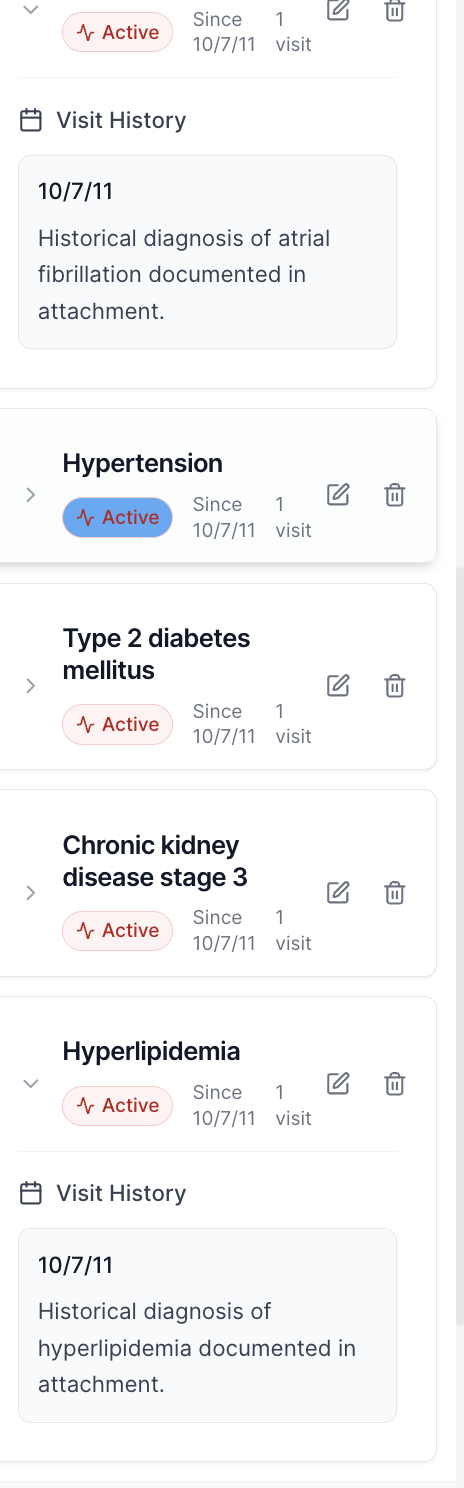 Active
Since
10/7/11
1
visit
Visit History
10/7/11
Historical diagnosis of atrial
fibrillation documented in
attachment.
Hypertension
Active
Since
10/7/11
1
visit
Type 2 diabetes
mellitus
Active
Since
10/7/11
1
visit
Chronic kidney
disease stage 3
Active
Since
10/7/11
1
visit
Hyperlipidemia
Active
Since
10/7/11
1
visit
Visit History
10/7/11
Historical diagnosis of
hyperlipidemia documented in
attachment.